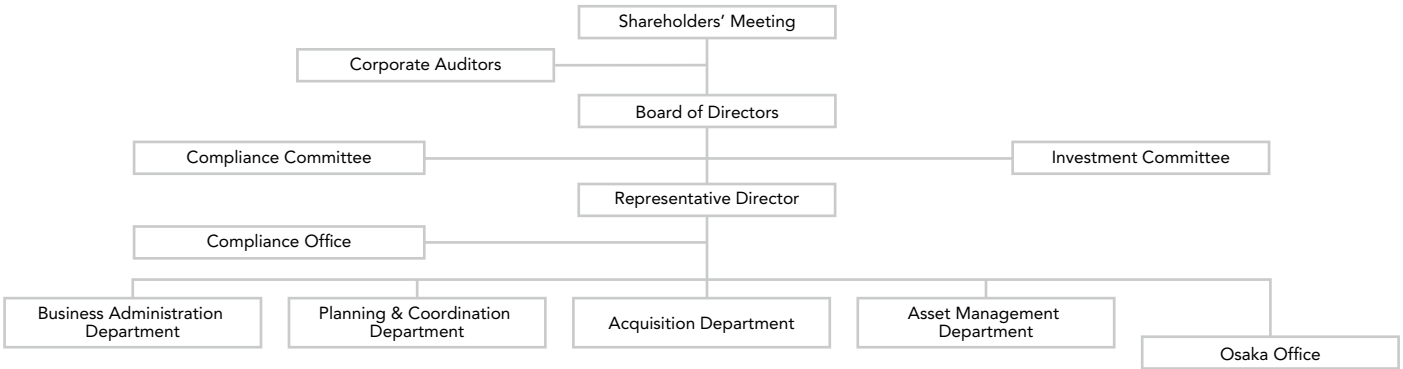 Shareholders’ Meeting
Corporate Auditors
Board of Directors
Compliance Committee
Investment Committee
Representative Director
Compliance Office
Business Administration
Department
Planning & Coordination
Department
Acquisition Department
Asset Management
Department
Osaka Office